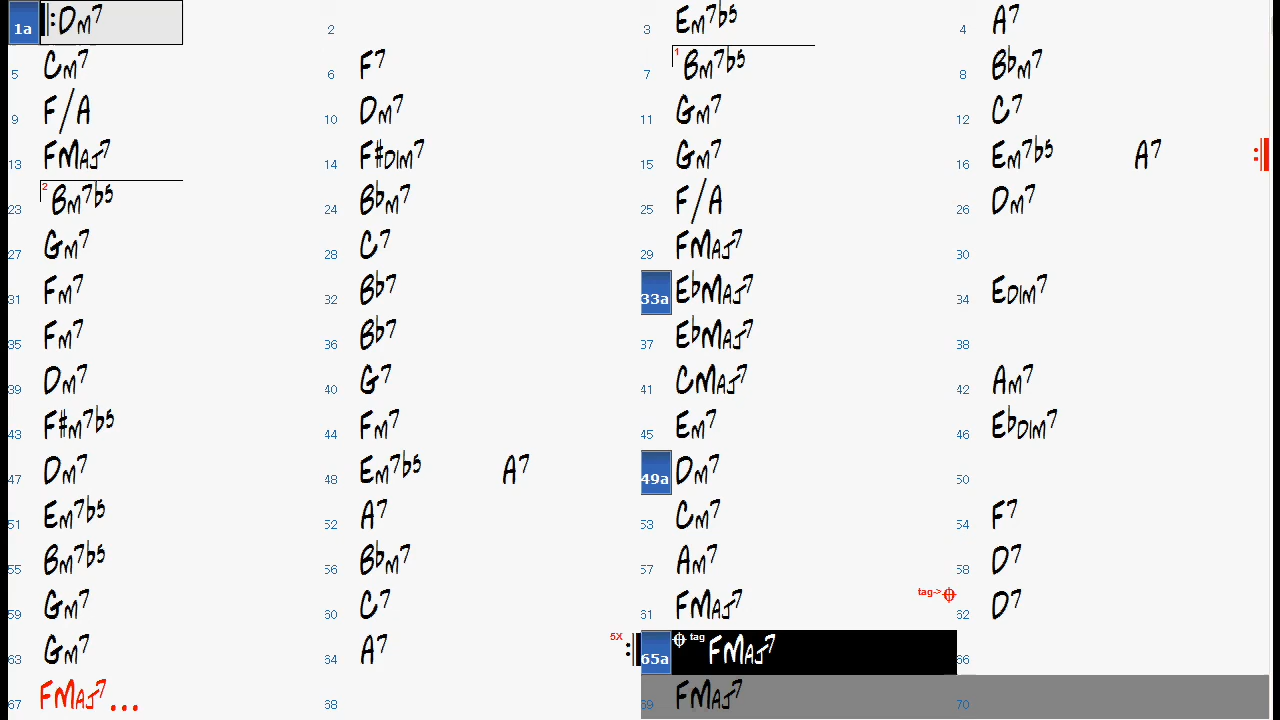 1a 𝄆 Dm7 2 3 Em7b5 4 A7
5 Cm7 6 F7 7 1 Bm7b5 8 Bbm7
9 F/A 10 Dm7 11 Gm7 12 C7
13 FMaj7 14 F#dim7 15 Gm7 16 Em7b5 A7 :
23 2 Bm7b5 24 Bbm7 25 F/A 26 Dm7
27 Gm7 28 C7 29 FMaj7 30
31 Fm7 32 Bb7 33a EbMaj7 34 Edim7
35 Fm7 36 Bb7 37 EbMaj7 38
39 Dm7 40 G7 41 CMaj7 42 Am7
43 F#m7b5 44 Fm7 45 Em7 46 Ebdim7
47 Dm7 48 Em7b5 A7 49a Dm7 50
51 Em7b5 52 A7 53 Cm7 54 F7
55 Bm7b5 56 Bbm7 57 Am7 58 D7
59 Gm7 60 C7 61 FMaj7 tag-> 62 D7
63 Gm7 64 A7 5X : 65a tag FMaj7 66
67 FMaj7... 68 69 FMaj7 70